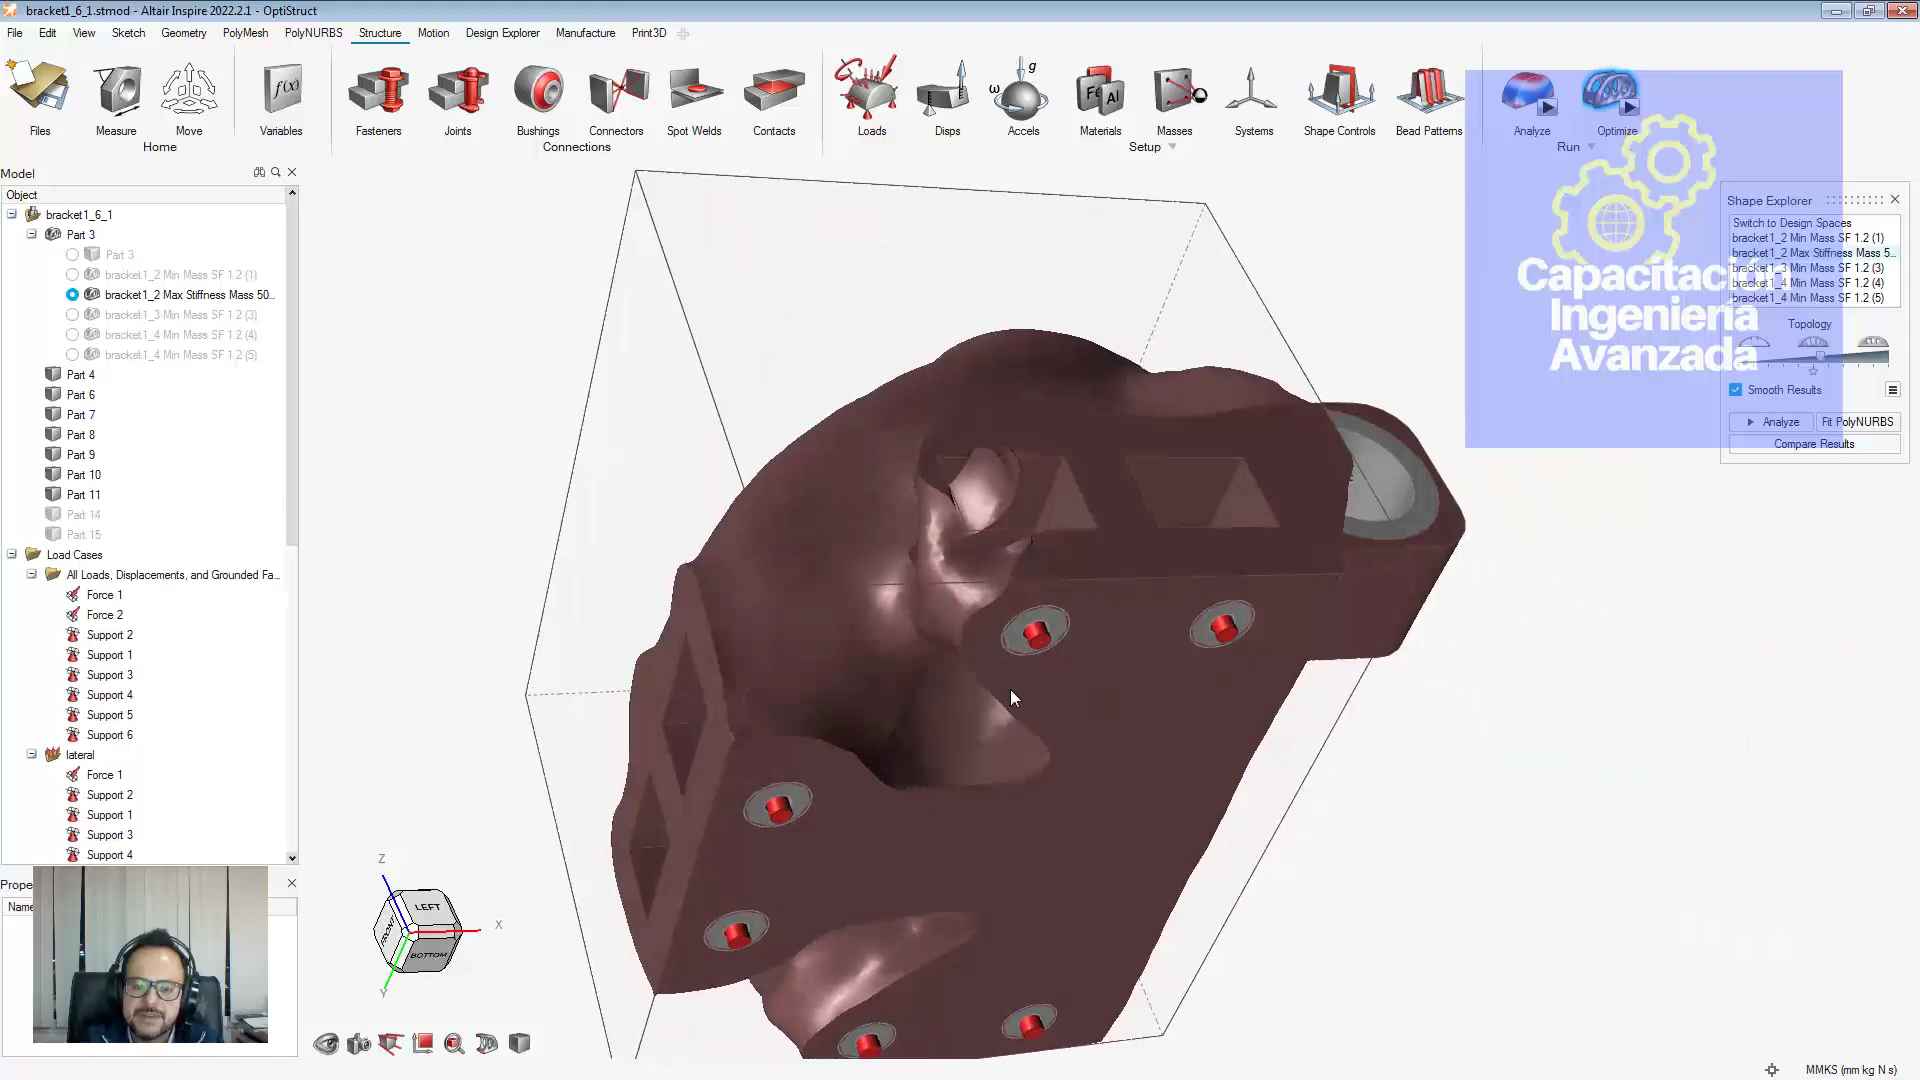 bracket1_6_1.stmod - Altair Inspire 2022.2.1 - OptiStruct
File Edit View Sketch Geometry PolyMesh PolyNURBS Structure Motion Design Explorer Manufacture Print3D
Files Measure Move Variables Fasteners Joints Bushings Connectors Spot Welds Contacts Loads Disps Accels Materials Masses Systems Shape Controls Bead Patterns Analyze Optimize
Home Connections Setup Run
f(x)
g
ω
Fe Al
Model
Object
bracket1_6_1
Part 3
Part 3
bracket1_2 Min Mass SF 1.2 (1)
bracket1_2 Max Stiffness Mass 50...
bracket1_3 Min Mass SF 1.2 (3)
bracket1_4 Min Mass SF 1.2 (4)
bracket1_4 Min Mass SF 1.2 (5)
Part 4
Part 6
Part 7
Part 8
Part 9
Part 10
Part 11
Part 14
Part 15
Load Cases
All Loads, Displacements, and Grounded Fa...
Force 1
Force 2
Support 2
Support 1
Support 3
Support 4
Support 5
Support 6
lateral
Force 1
Support 2
Support 1
Support 3
Support 4
Prope
Name
Z
X
Y
LEFT
FRONT
BOTTOM
Capacitación
Ingeniería
Avanzada
Shape Explorer
Switch to Design Spaces
bracket1_2 Min Mass SF 1.2 (1)
bracket1_2 Max Stiffness Mass 5...
bracket1_3 Min Mass SF 1.2 (3)
bracket1_4 Min Mass SF 1.2 (4)
bracket1_4 Min Mass SF 1.2 (5)
Topology
Smooth Results
Analyze Fit PolyNURBS
Compare Results
MMKS (mm kg N s)